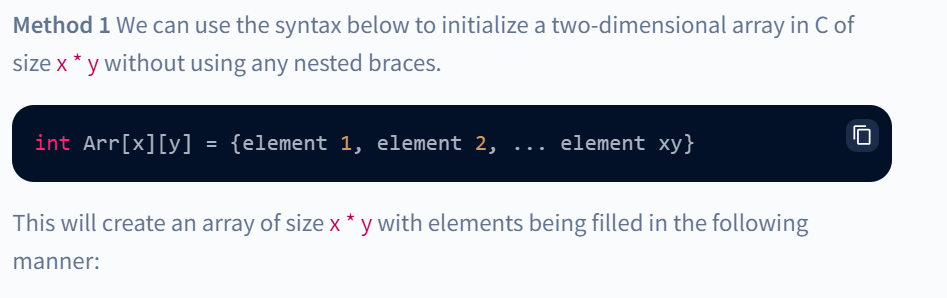 Method 1 We can use the syntax below to initialize a two-dimensional array in C of
size x * y without using any nested braces.
int Arr[x][y] = {element 1, element 2, ... element xy}
This will create an array of size x * y with elements being filled in the following
manner: